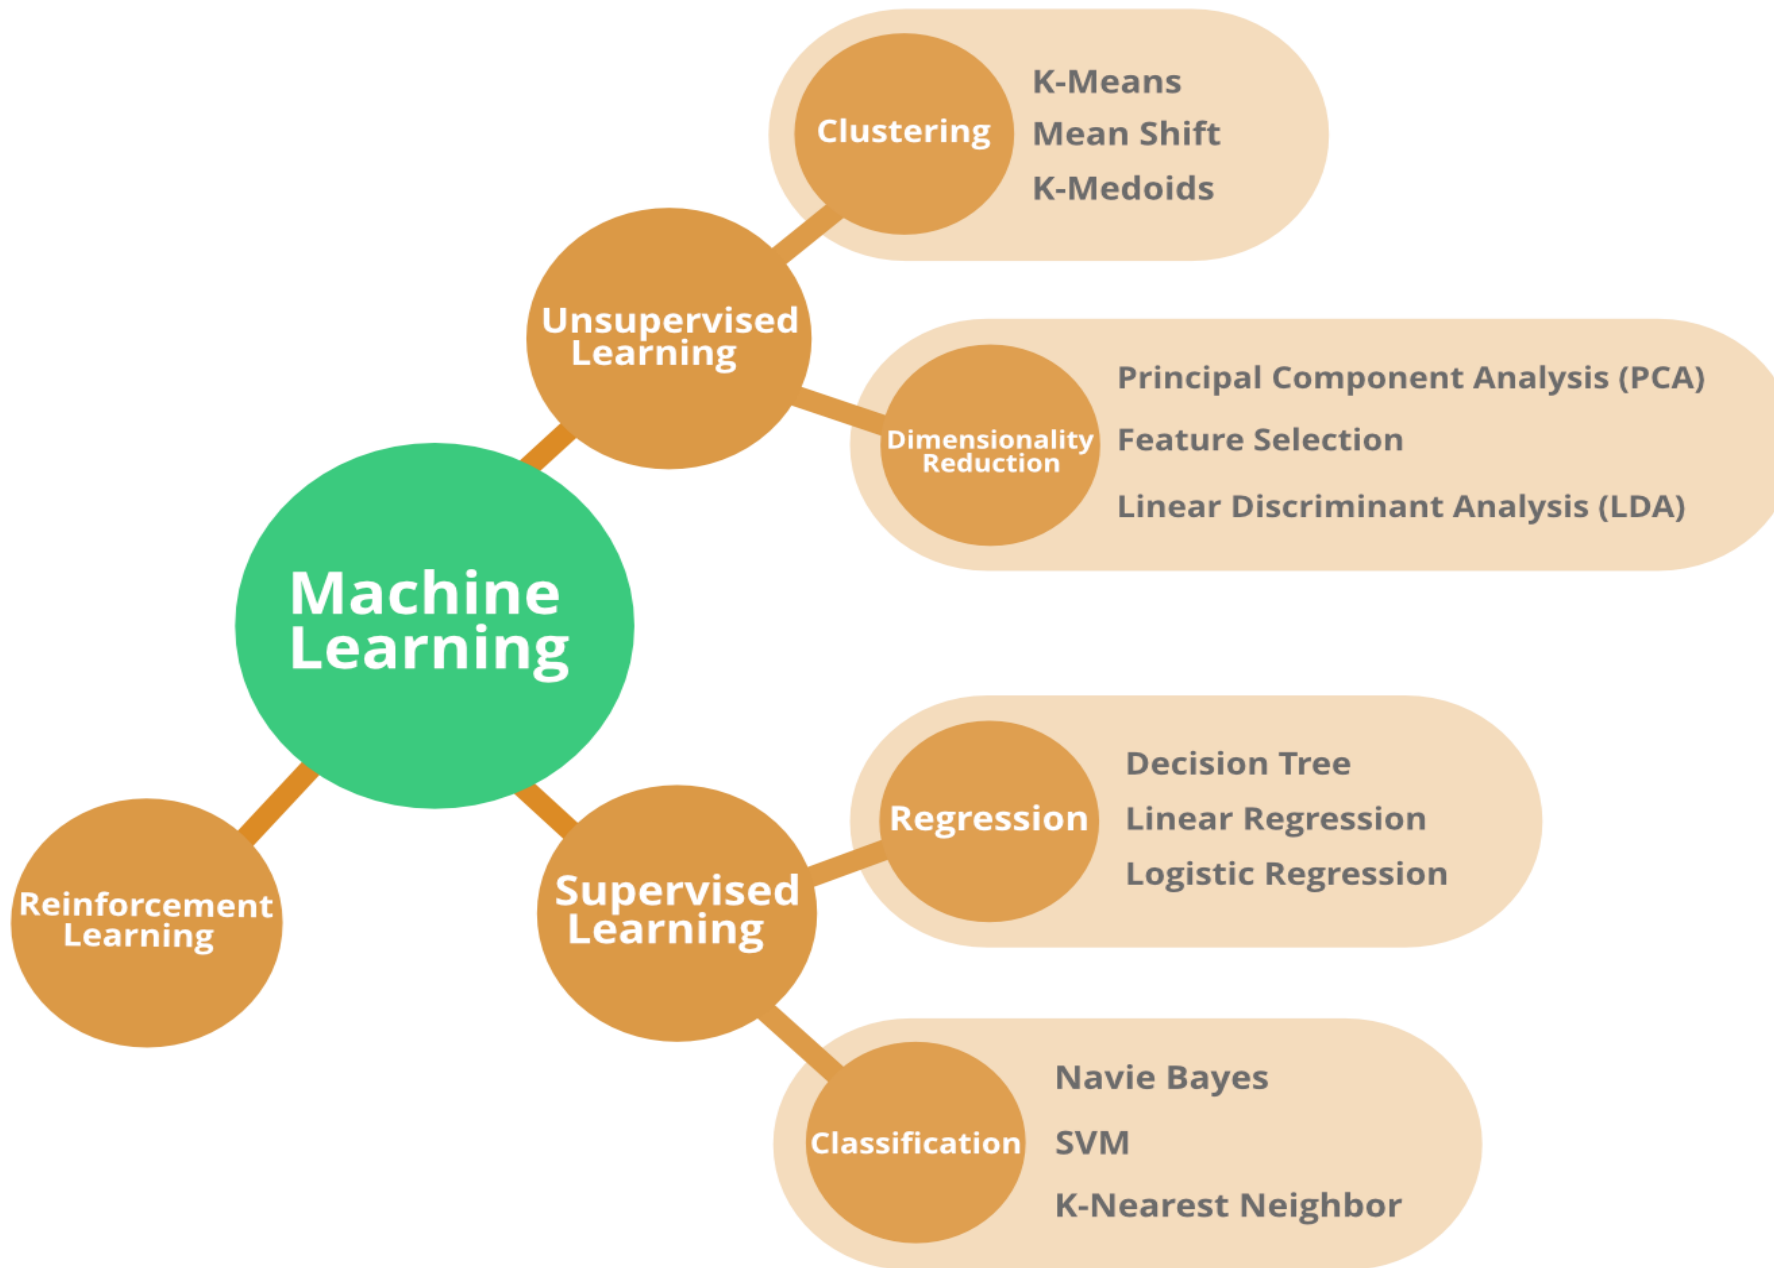 K-Means
Clustering
Mean Shift
K-Medoids
Unsupervised
Learning
Principal Component Analysis (PCA)
Dimensionality
Reduction
Feature Selection
Linear Discriminant Analysis (LDA)
Machine
Learning
Decision Tree
Regression
Linear Regression
Logistic Regression
Supervised
Learning
Reinforcement
Learning
Navie Bayes
Classification
SVM
K-Nearest Neighbor